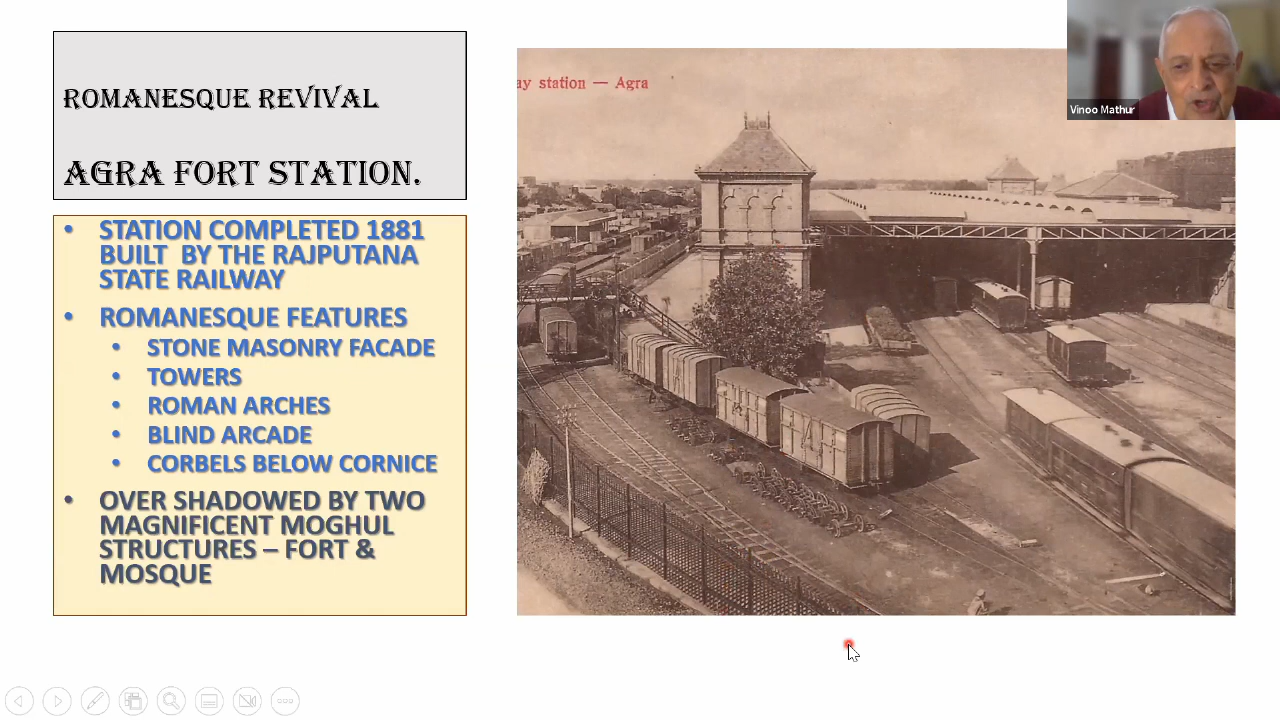 ROMANESQUE REVIVAL
AGRA FORT STATION.
• STATION COMPLETED 1881
BUILT BY THE RAJPUTANA
STATE RAILWAY
• ROMANESQUE FEATURES
• STONE MASONRY FACADE
• TOWERS
• ROMAN ARCHES
• BLIND ARCADE
• CORBELS BELOW CORNICE
• OVER SHADOWED BY TWO
MAGNIFICENT MOGHUL
STRUCTURES – FORT &
MOSQUE
ay station — Agra
Vinoo Mathur